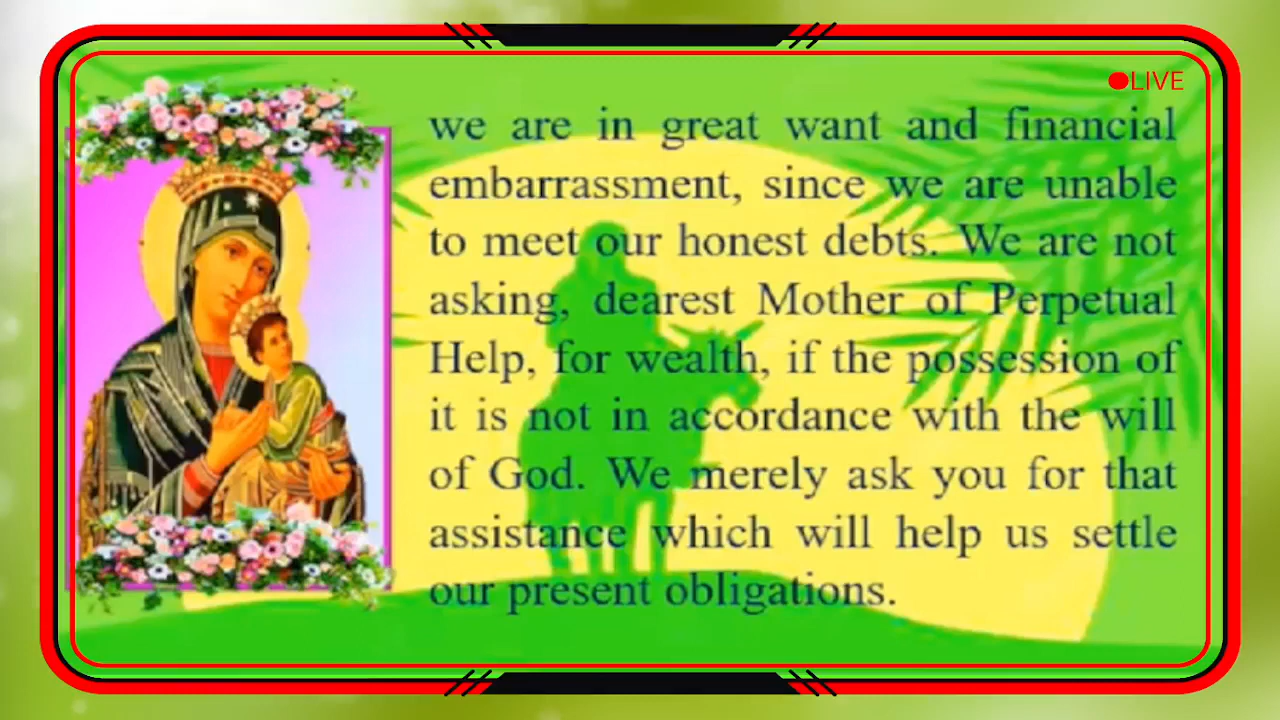 LIVE
we are in great want and financial
embarrassment, since we are unable
to meet our honest debts. We are not
asking, dearest Mother of Perpetual
Help, for wealth, if the possession of
it is not in accordance with the will
of God. We merely ask you for that
assistance which will help us settle
our present obligations.